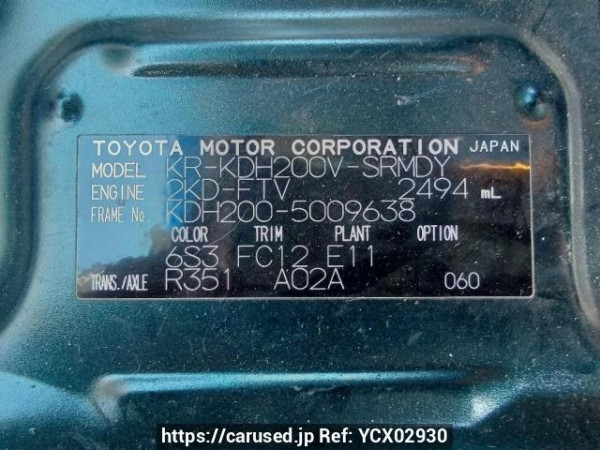 TOYOTA MOTOR CORPORATION JAPAN
MODEL KR-KDH200V-SRMDY
ENGINE 2KD-FTV 2494 mL
FRAME No. KDH200-5009638
COLOR TRIM PLANT OPTION
6S3 FC12 E11
TRANS./AXLE R351 A02A 060
https://carused.jp Ref: YCX02930